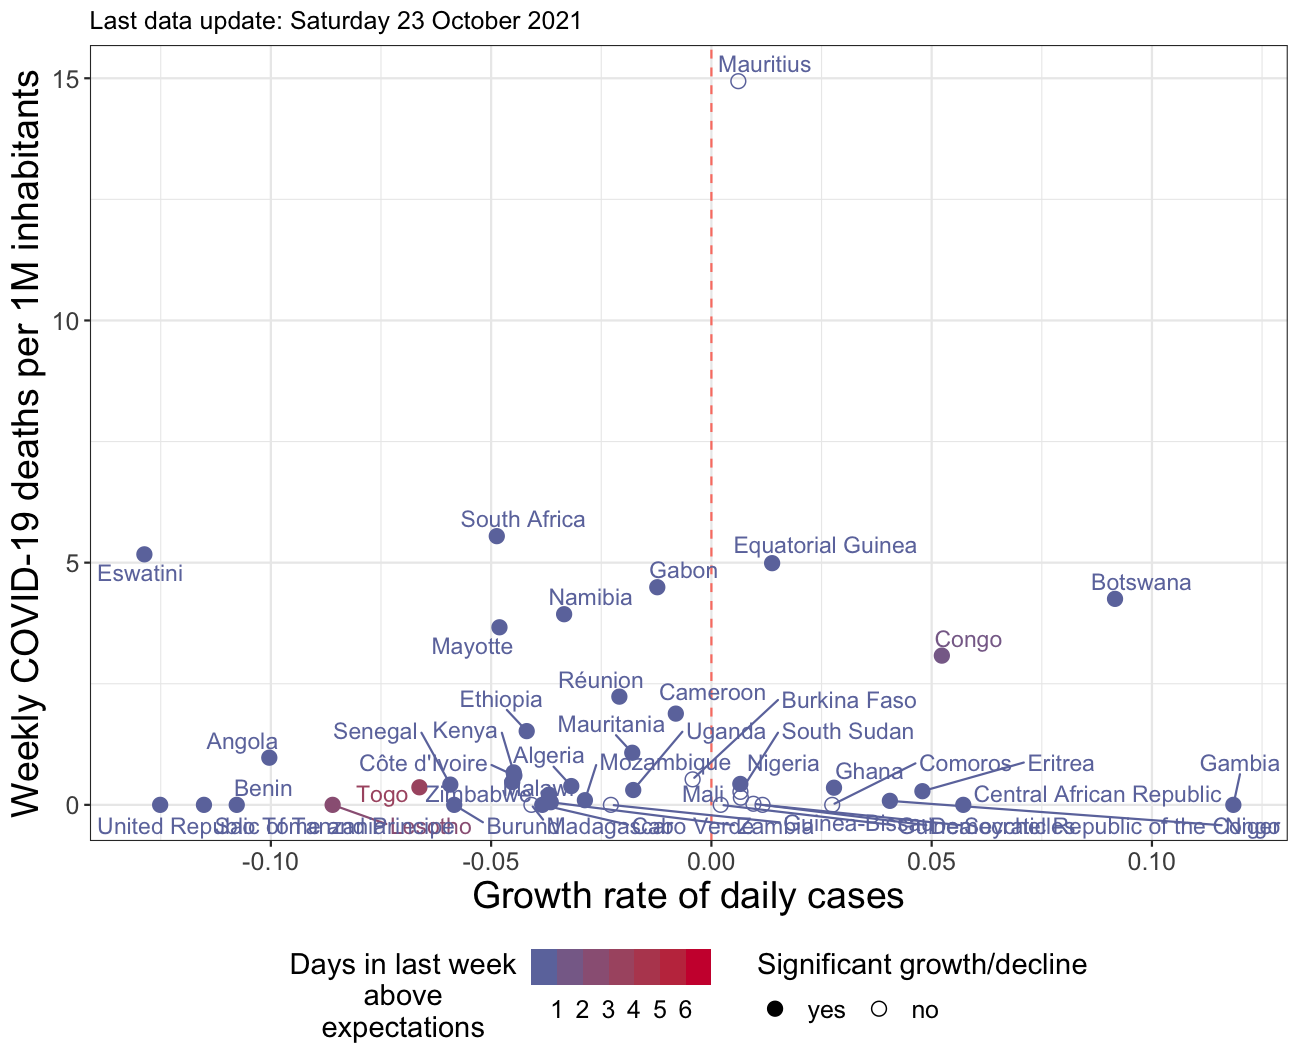 Last data update: Saturday 23 October 2021
Weekly COVID-19 deaths per 1M inhabitants
15
10
5
0
Mauritius
South Africa
Equatorial Guinea
Eswatini
Gabon
Botswana
Namibia
Congo
Mayotte
Réunion
Cameroon
Ethiopia
Burkina Faso
Mauritania
Senegal
Kenya
Uganda
South Sudan
Angola
Algeria
Côte d'Ivoire
Mozambique
Nigeria
Ghana
Comoros
Eritrea
Gambia
Benin
Togo
Zimbabwe
Malawi
Mali
Central African Republic
United Republic of Tanzania
Sao Tome and Principe
Lesotho
Burundi
Madagascar
Cabo Verde
Zambia
Guinea-Bissau
Seychelles
Democratic Republic of the Congo
Niger
-0.10
-0.05
0.00
0.05
0.10
Growth rate of daily cases
Days in last week
above
expectations
1 2 3 4 5 6
Significant growth/decline
yes
no